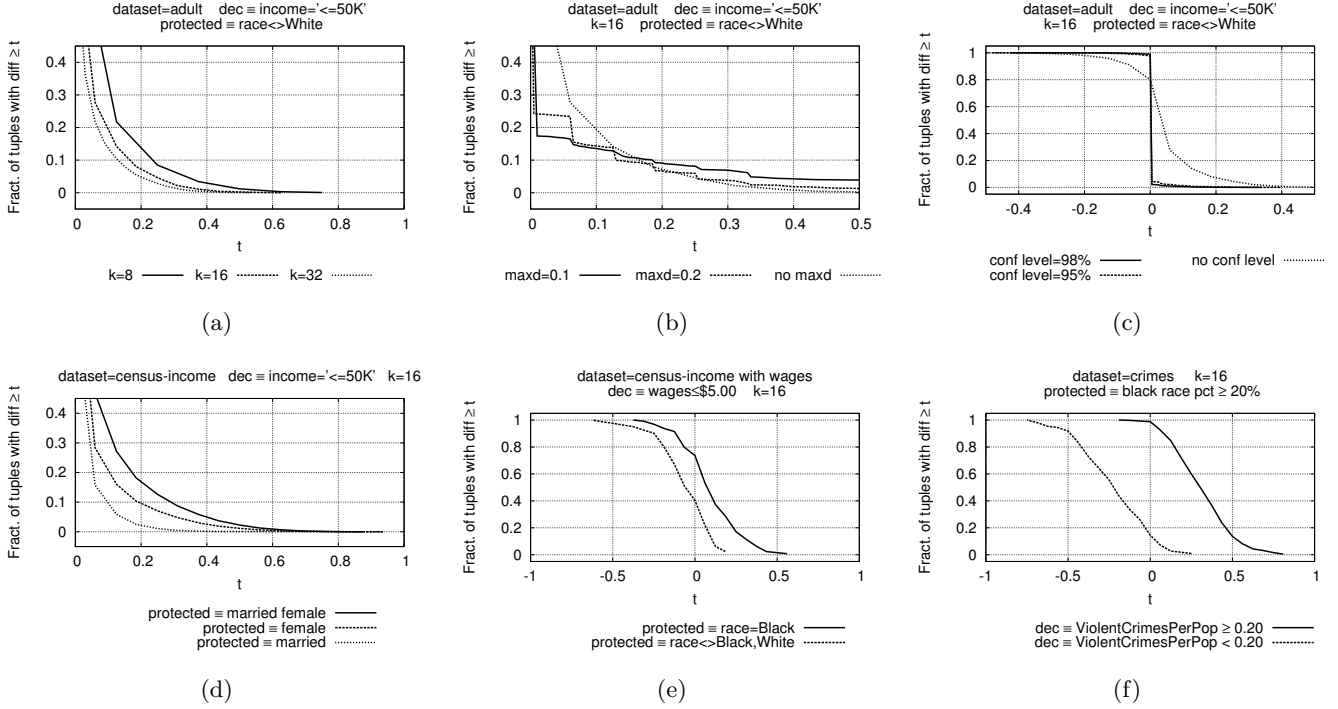 dataset=adult dec ≡ income='<=50K'
protected ≡ race<>White
Fract. of tuples with diff ≥ t
0.4
0.3
0.2
0.1
0
0 0.2 0.4 0.6 0.8 1
t
k=8 k=16 k=32
(a)
dataset=adult dec ≡ income='<=50K'
k=16 protected ≡ race<>White
Fract. of tuples with diff ≥ t
0.4
0.3
0.2
0.1
0
0 0.1 0.2 0.3 0.4 0.5
t
maxd=0.1 maxd=0.2 no maxd
(b)
dataset=adult dec ≡ income='<=50K'
k=16 protected ≡ race<>White
Fract. of tuples with diff ≥ t
1
0.8
0.6
0.4
0.2
0
-0.4 -0.2 0 0.2 0.4
t
conf level=98% no conf level
conf level=95%
(c)
dataset=census-income dec ≡ income='<=50K' k=16
Fract. of tuples with diff ≥ t
0.4
0.3
0.2
0.1
0
0 0.2 0.4 0.6 0.8 1
t
protected ≡ married female
protected ≡ female
protected ≡ married
(d)
dataset=census-income with wages
dec ≡ wages≤$5.00 k=16
Fract. of tuples with diff ≥ t
1
0.8
0.6
0.4
0.2
0
-1 -0.5 0 0.5 1
t
protected ≡ race=Black
protected ≡ race<>Black,White
(e)
dataset=crimes k=16
protected ≡ black race pct ≥ 20%
Fract. of tuples with diff ≥ t
1
0.8
0.6
0.4
0.2
0
-1 -0.5 0 0.5 1
t
dec ≡ ViolentCrimesPerPop ≥ 0.20
dec ≡ ViolentCrimesPerPop < 0.20
(f)